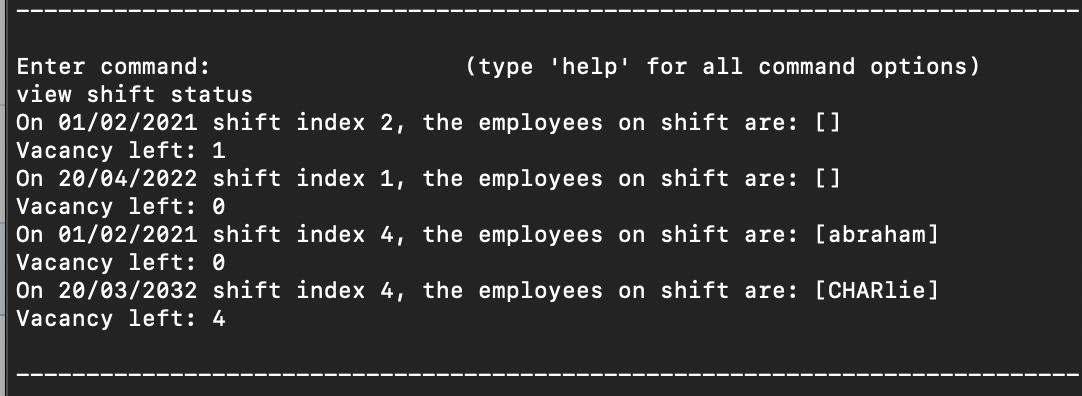 Enter command: (type 'help' for all command options)
view shift status
On 01/02/2021 shift index 2, the employees on shift are: []
Vacancy left: 1
On 20/04/2022 shift index 1, the employees on shift are: []
Vacancy left: 0
On 01/02/2021 shift index 4, the employees on shift are: [abraham]
Vacancy left: 0
On 20/03/2032 shift index 4, the employees on shift are: [CHARlie]
Vacancy left: 4